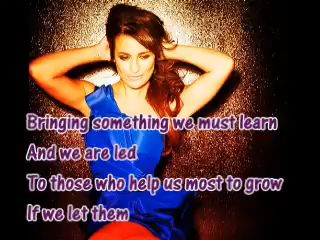 Bringing something we must learn
And we are led
To those who help us most to grow
If we let them